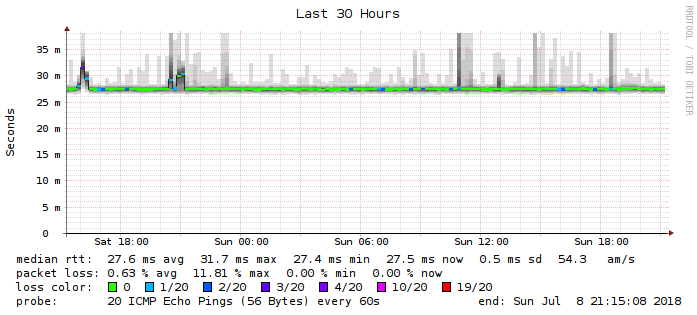 Last 30 Hours
RRDTOOL / TOBI OETIKER
Seconds
35 m
30 m
25 m
20 m
15 m
10 m
5 m
0
Sat 18:00 Sun 00:00 Sun 06:00 Sun 12:00 Sun 18:00
median rtt: 27.6 ms avg 31.7 ms max 27.4 ms min 27.5 ms now 0.5 ms sd 54.3 am/s
packet loss: 0.63 % avg 11.81 % max 0.00 % min 0.00 % now
loss color: 0 1/20 2/20 3/20 4/20 10/20 19/20
probe: 20 ICMP Echo Pings (56 Bytes) every 60s end: Sun Jul 8 21:15:08 2018